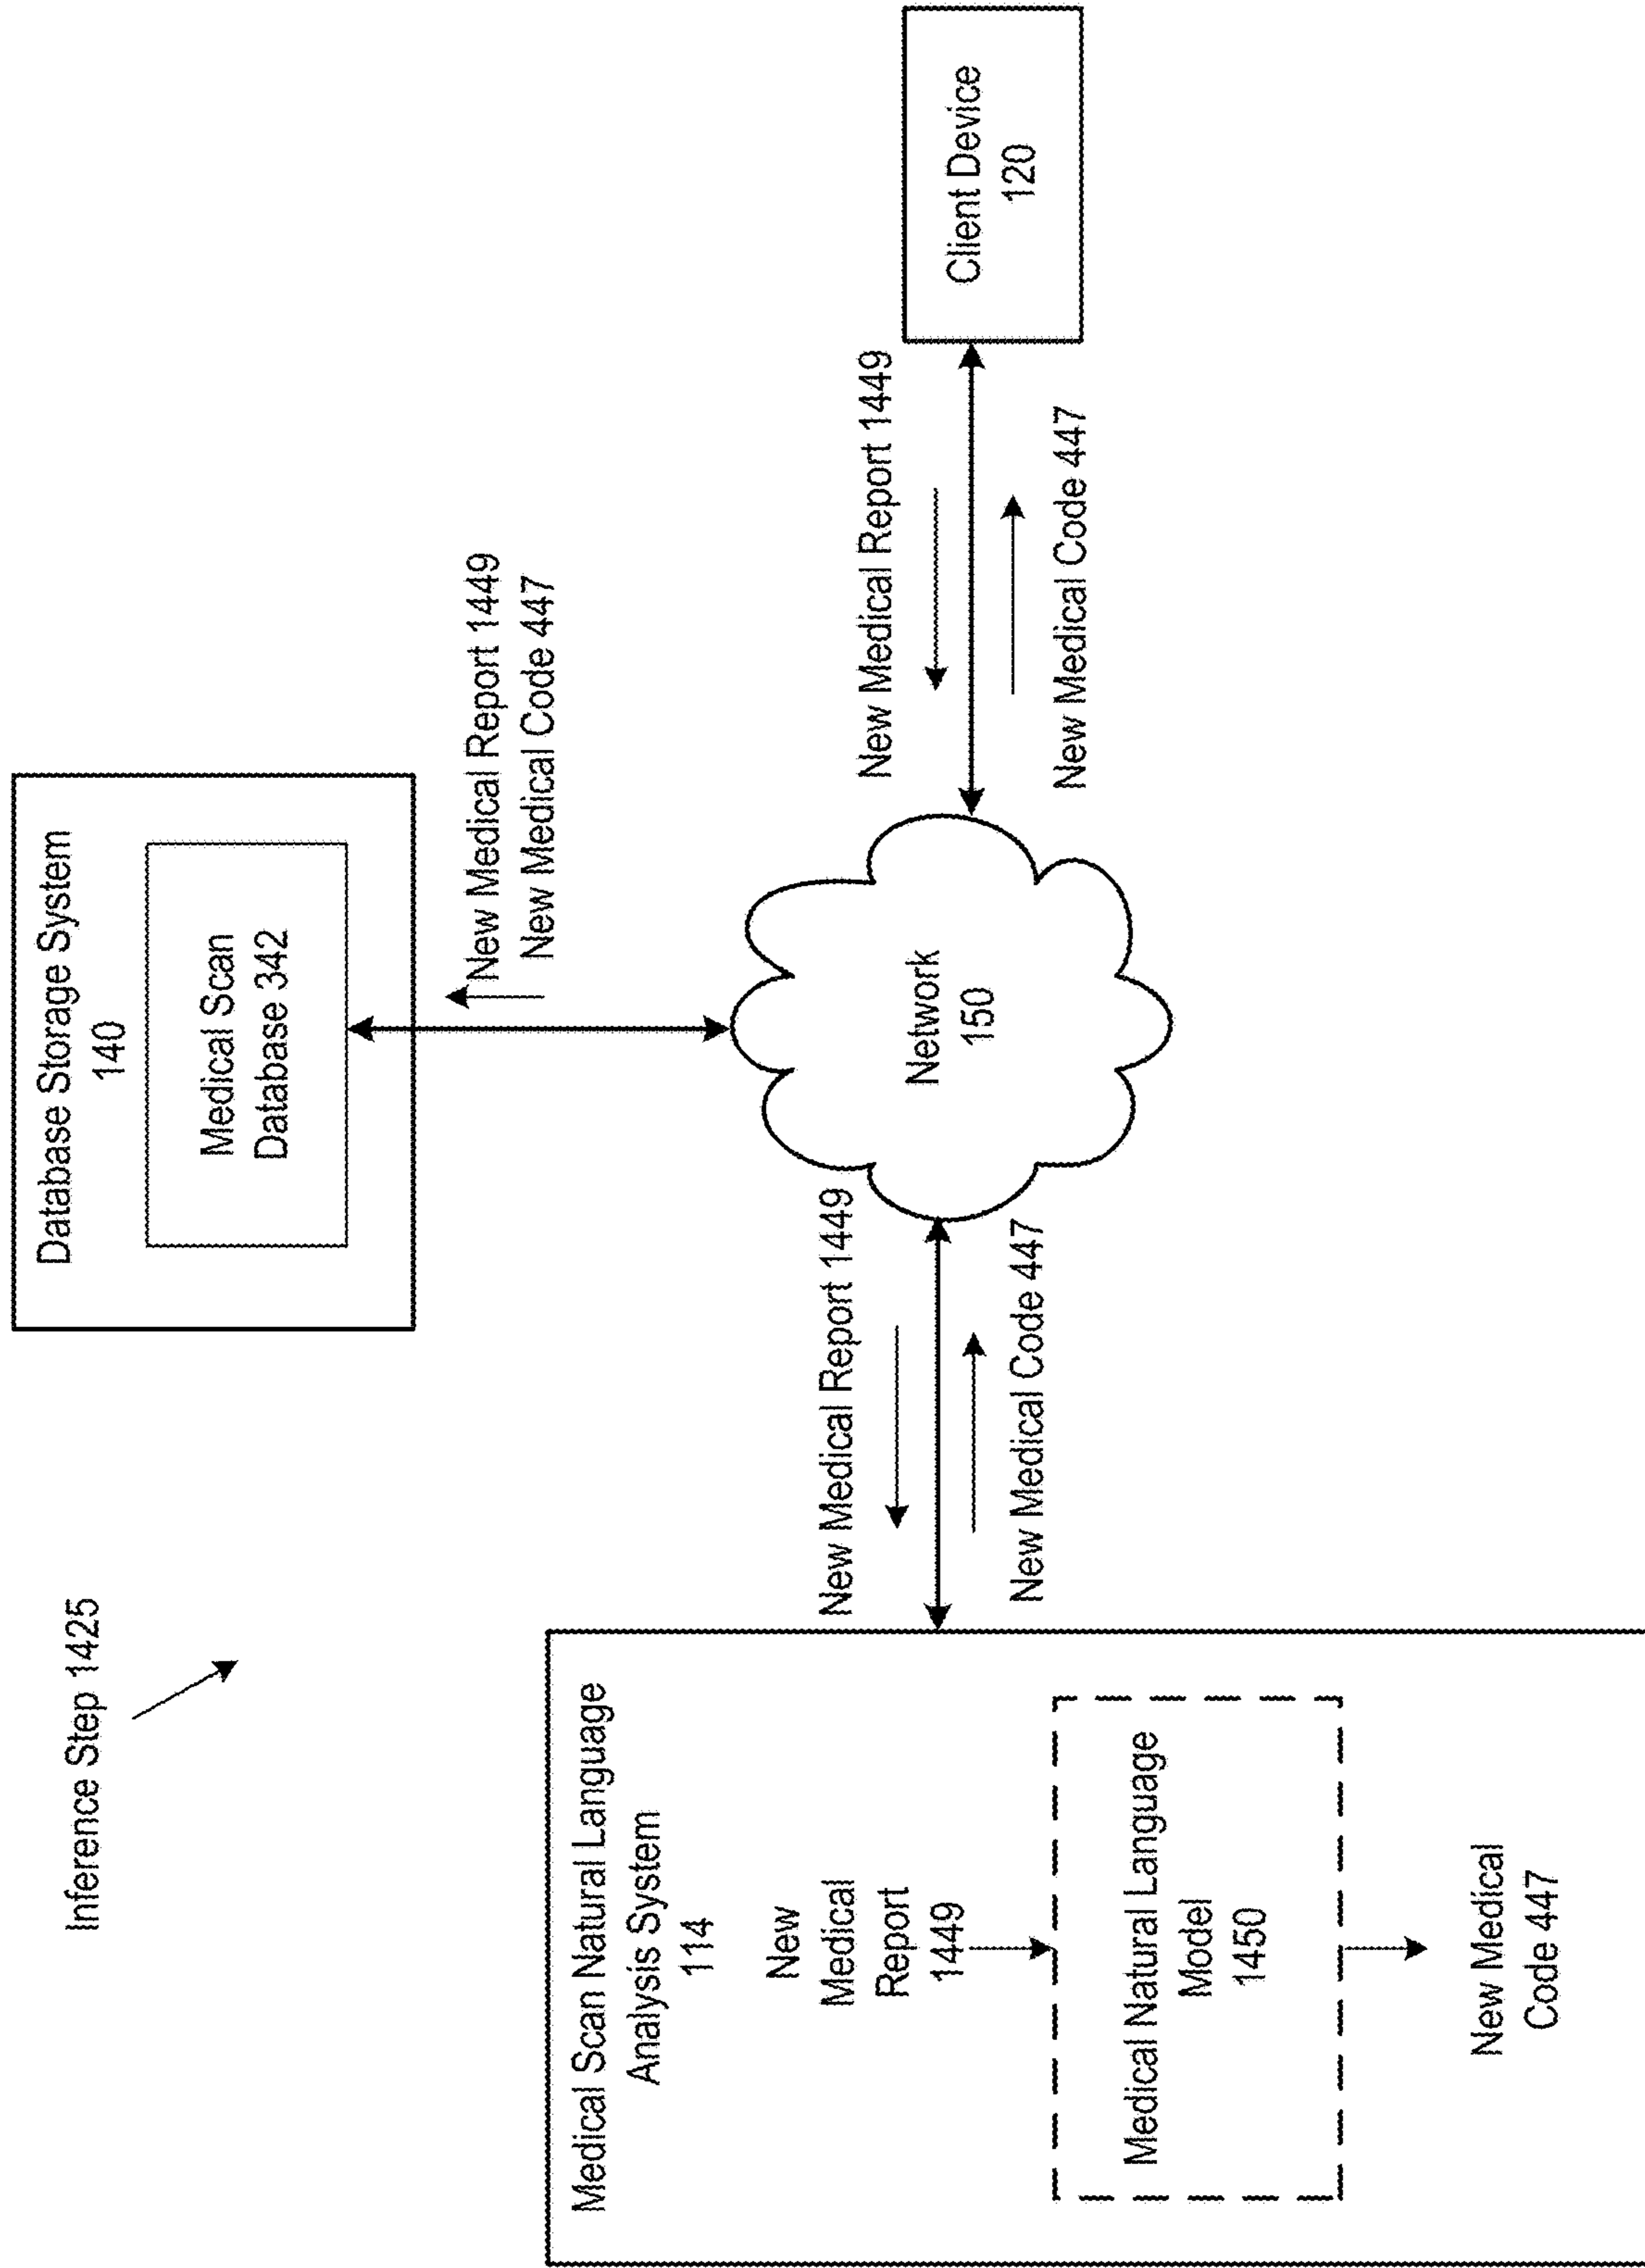 Inference Step 1425
Database Storage System
140
Medical Scan
Database 342
New Medical Report 1449
New Medical Code 447
Medical Scan Natural Language
Analysis System
114
New
Medical
Report
1449
Medical Natural Language
Model
1450
New Medical
Code 447
New Medical Report 1449
New Medical Code 447
Network
150
New Medical Report 1449
New Medical Code 447
Client Device
120